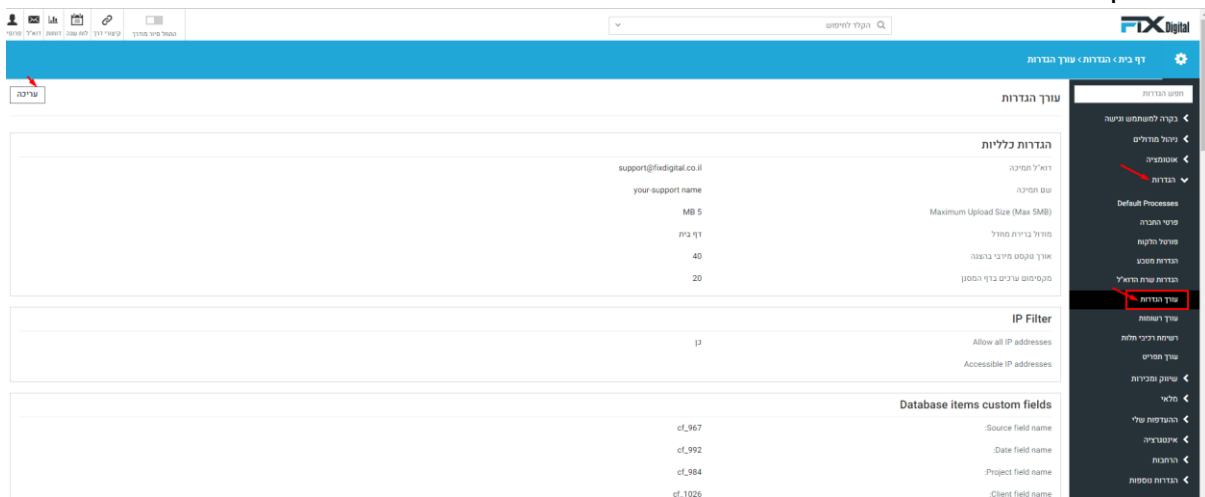 FIX Digital
הקלד לחיפוש
התחל סיור מודרך
קיצורי דרך
לוח שנה
דוחות
דוא"ל
דף בית > הגדרות > עורך הגדרות
חפש הגדרות
בקרה למשתמש וגישה
ניהול מודולים
אוטומציה
הגדרות
Default Processes
פרטי החברה
פורטל הלקוח
הגדרות מטבע
הגדרות שרת הדוא"ל
עורך הגדרות
עורך רשומות
רשימת רכיבי תלות
עורך תפריט
שיווק ומכירות
מלאי
ההעדפות שלי
אינטגרציה
הרחבות
הגדרות נוספות
עורך הגדרות
עריכה
הגדרות כלליות
דוא"ל תמיכה support@fixdigital.co.il
שם תמיכה your-support name
Maximum Upload Size (Max 5MB) MB 5
מודול ברירת מחדל דף בית
אורך טקסט מירבי בהצגה 40
מקסימום ערכים בדף המסנן 20
IP Filter
Allow all IP addresses כן
Accessible IP addresses
Database items custom fields
:Source field name cf_967
:Date field name cf_992
:Project field name cf_984
:Client field name cf_1026